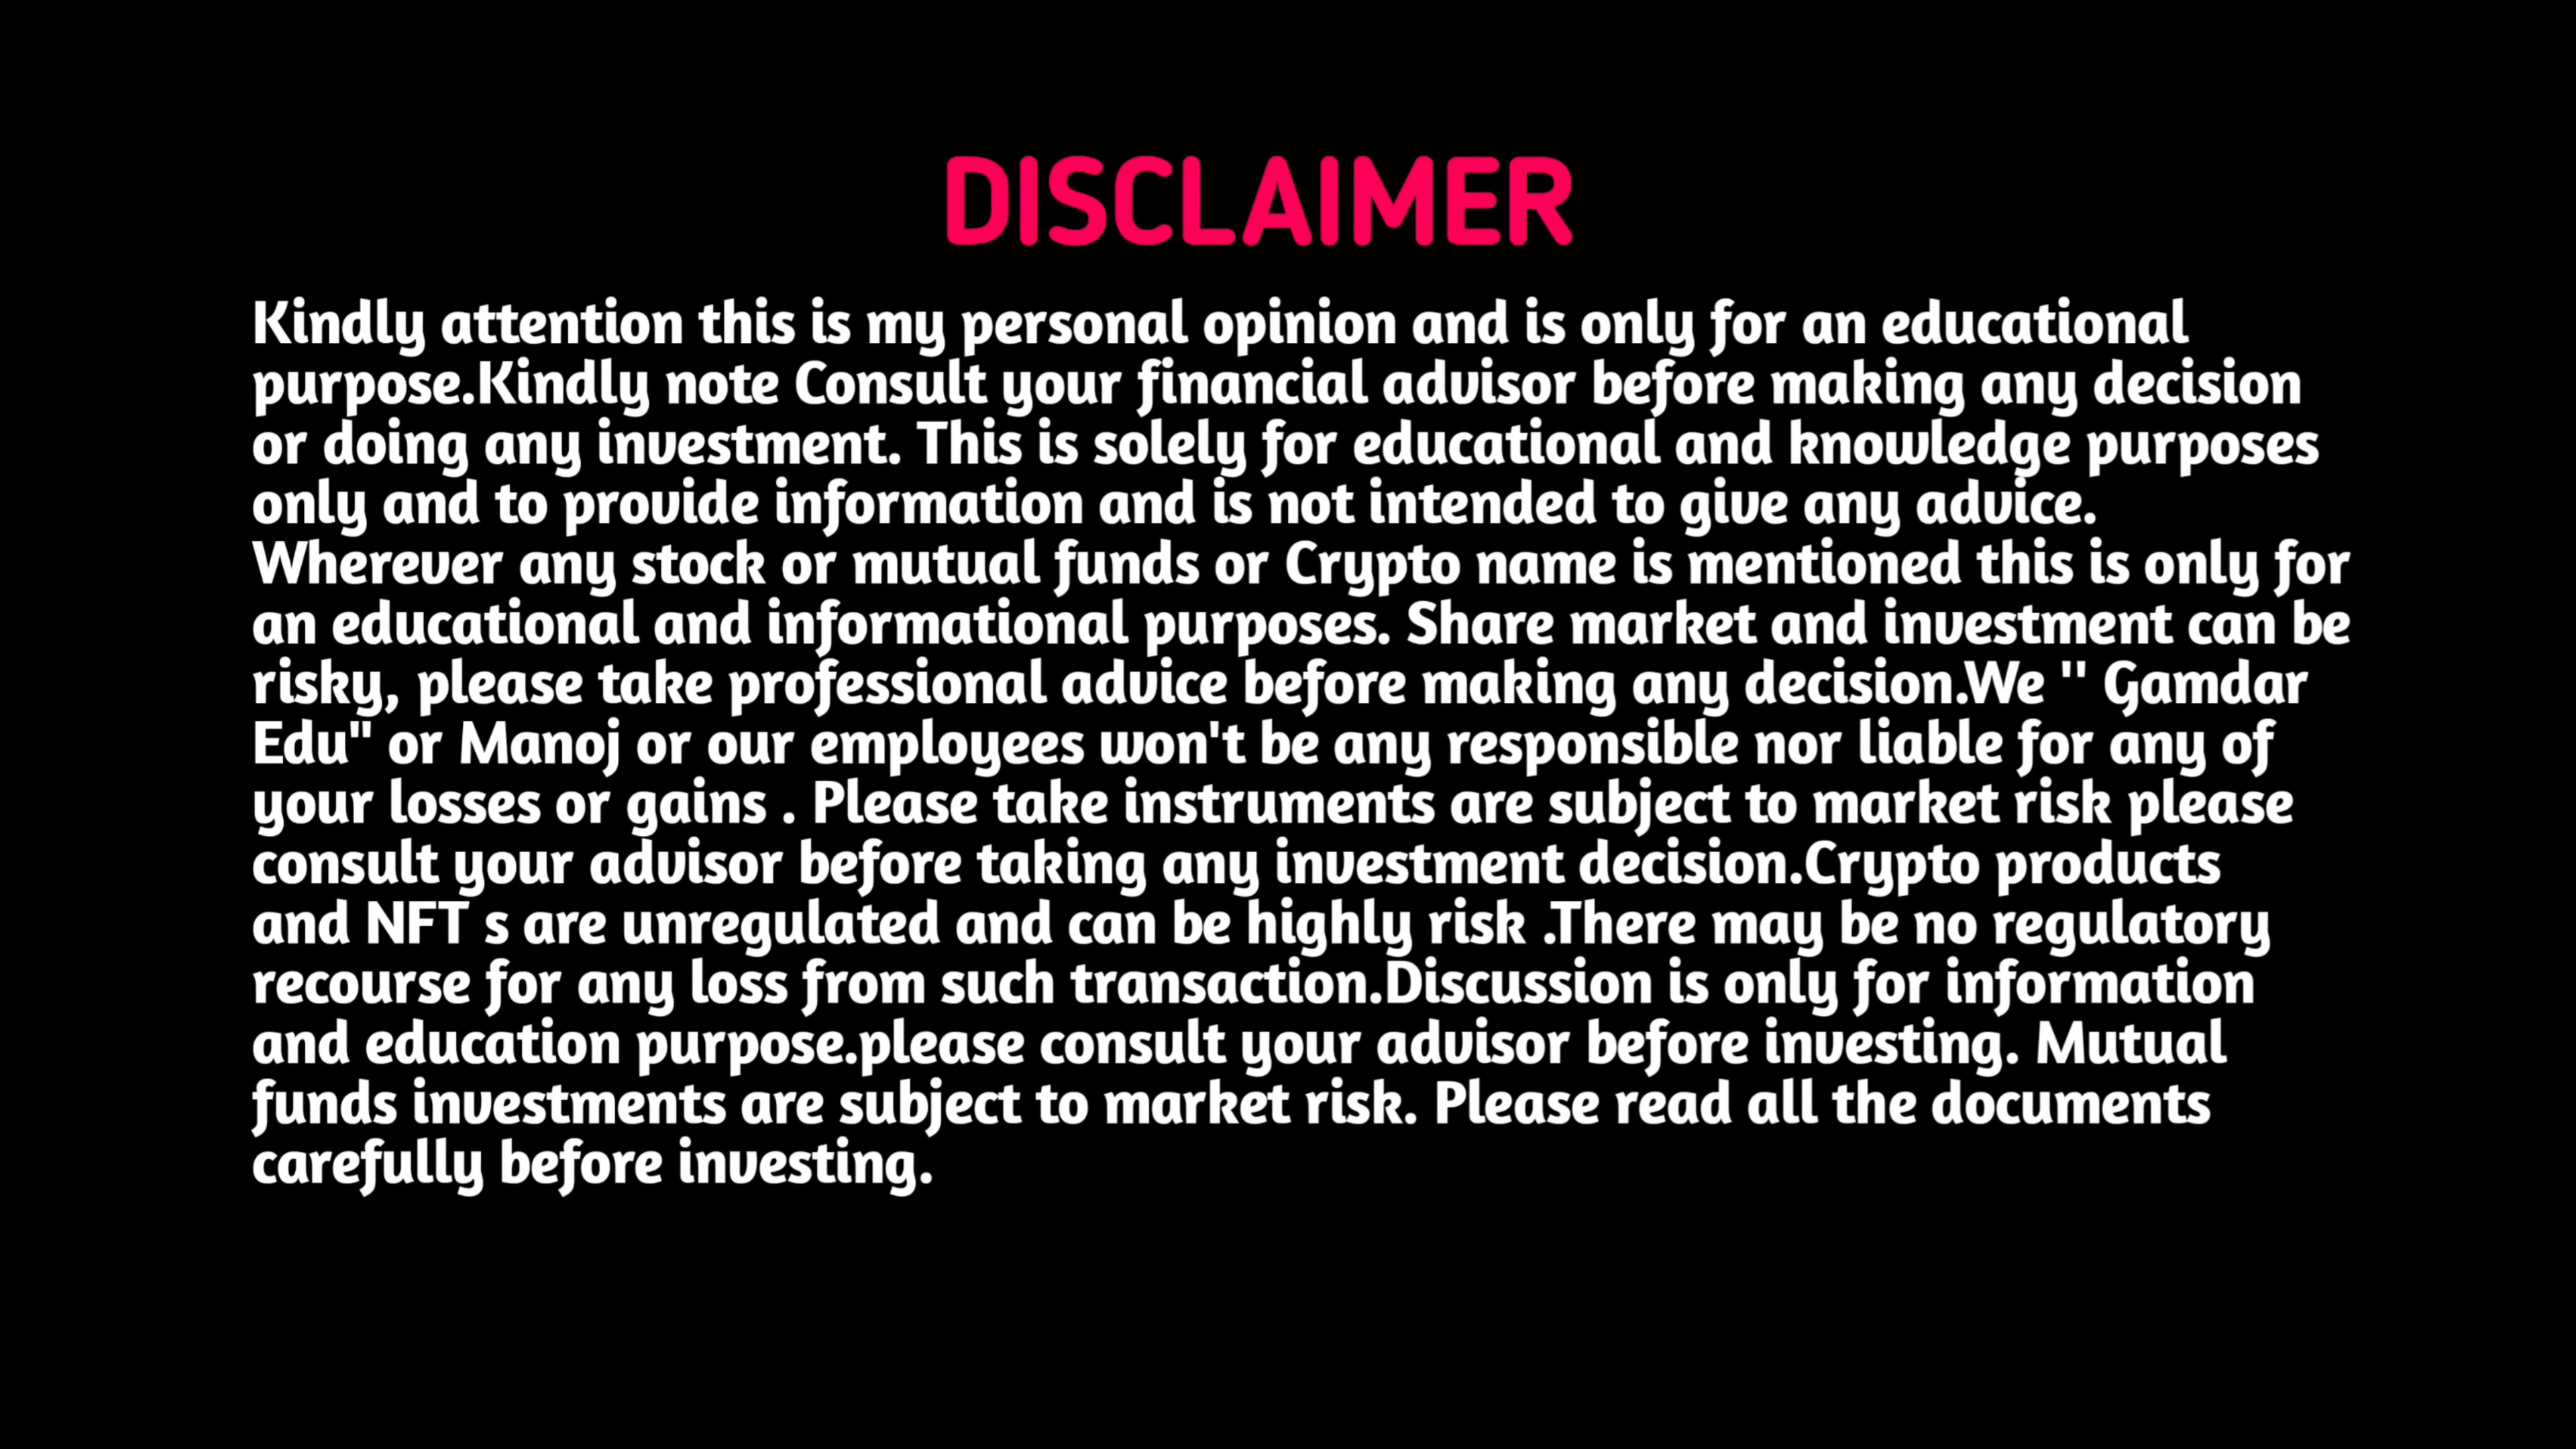 DISCLAIMER
Kindly attention this is my personal opinion and is only for an educational
purpose.Kindly note Consult your financial advisor before making any decision
or doing any investment. This is solely for educational and knowledge purposes
only and to provide information and is not intended to give any advice.
Wherever any stock or mutual funds or Crypto name is mentioned this is only for
an educational and informational purposes. Share market and investment can be
risky, please take professional advice before making any decision.We " Gamdar
Edu" or Manoj or our employees won't be any responsible nor liable for any of
your losses or gains . Please take instruments are subject to market risk please
consult your advisor before taking any investment decision.Crypto products
and NFT s are unregulated and can be highly risk .There may be no regulatory
recourse for any loss from such transaction.Discussion is only for information
and education purpose.please consult your advisor before investing. Mutual
funds investments are subject to market risk. Please read all the documents
carefully before investing.